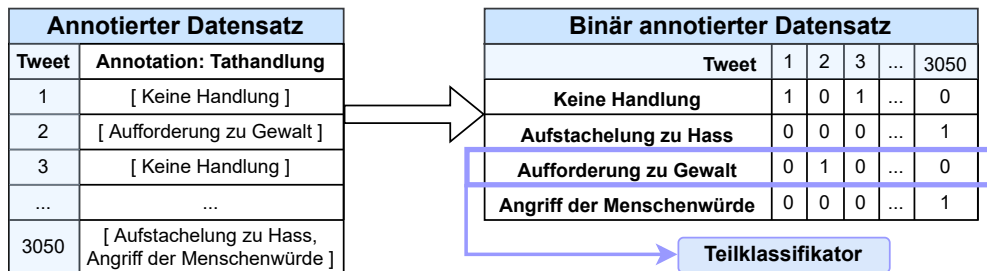 Annotierter Datensatz
Tweet Annotation: Tathandlung
1 [ Keine Handlung ]
2 [ Aufforderung zu Gewalt ]
3 [ Keine Handlung ]
... ...
3050 [ Aufstachelung zu Hass,
Angriff der Menschenwürde ]
Binär annotierter Datensatz
Tweet 1 2 3 ... 3050
Keine Handlung 1 0 1 ... 0
Aufstachelung zu Hass 0 0 0 ... 1
Aufforderung zu Gewalt 0 1 0 ... 0
Angriff der Menschenwürde 0 0 0 ... 1
Teilklassifikator